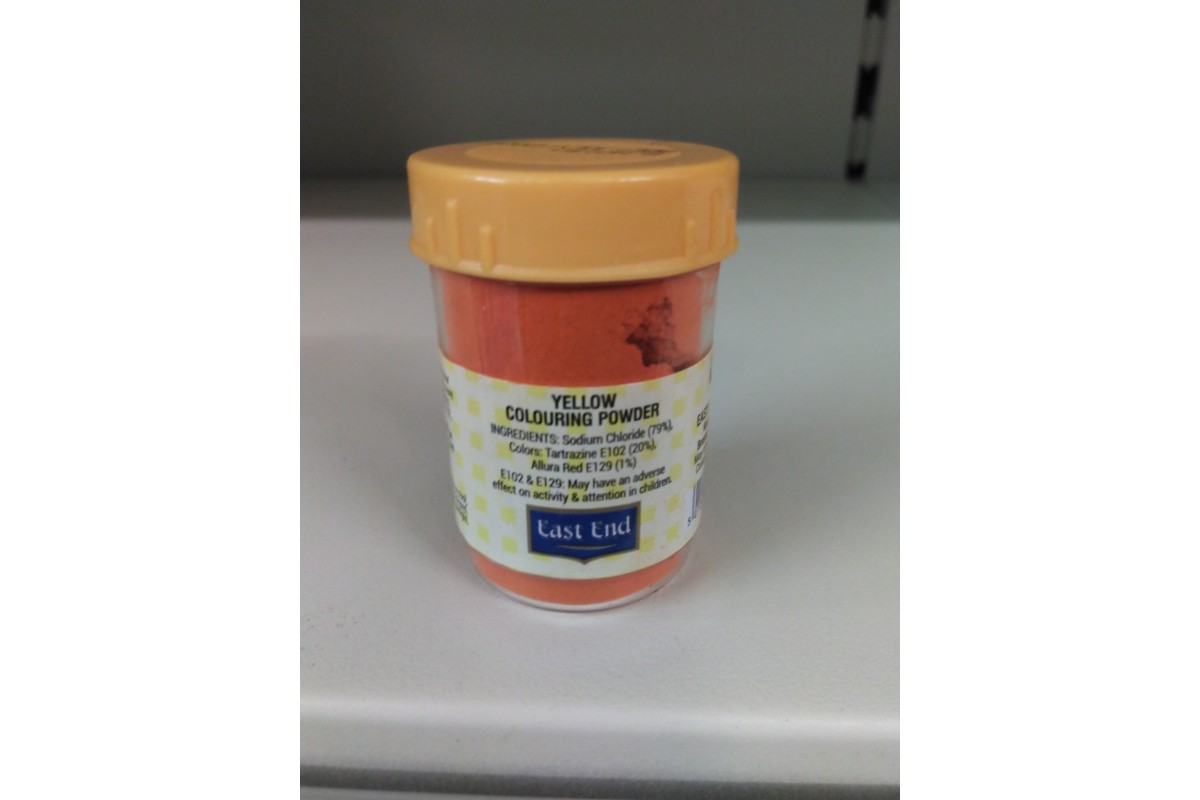 YELLOW
COLOURING POWDER
INGREDIENTS: Sodium Chloride (79%),
Colors: Tartrazine E102 (20%),
Allura Red E129 (1%)
E102 & E129: May have an adverse
effect on activity & attention in children.
East End